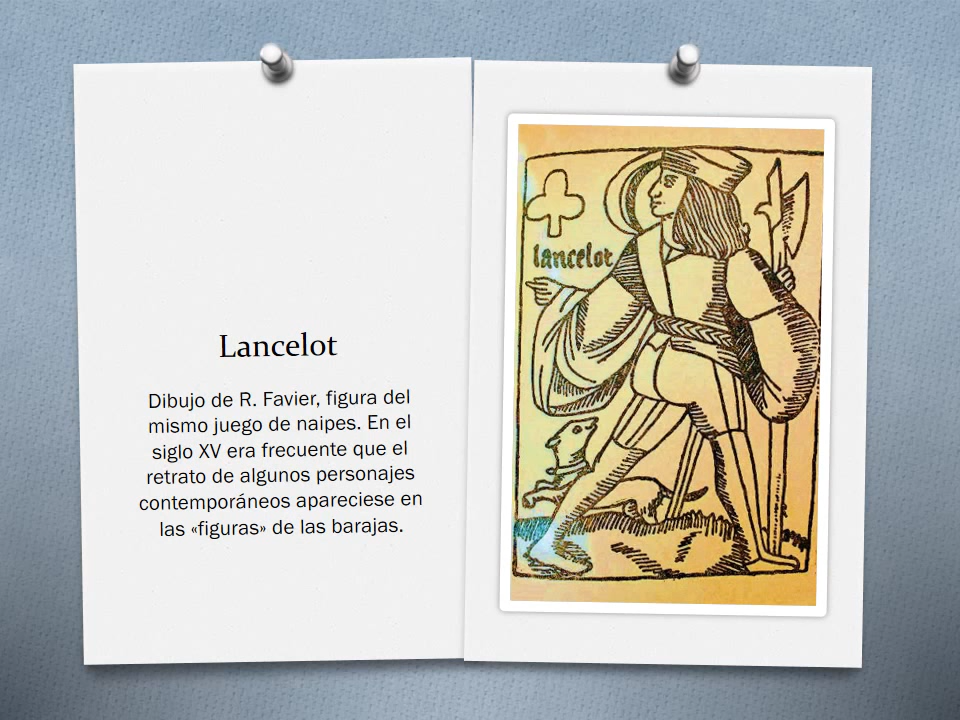 Lancelot
Dibujo de R. Favier, figura del
mismo juego de naipes. En el
siglo XV era frecuente que el
retrato de algunos personajes
contemporáneos apareciese en
las «figuras» de las barajas.
lancelot